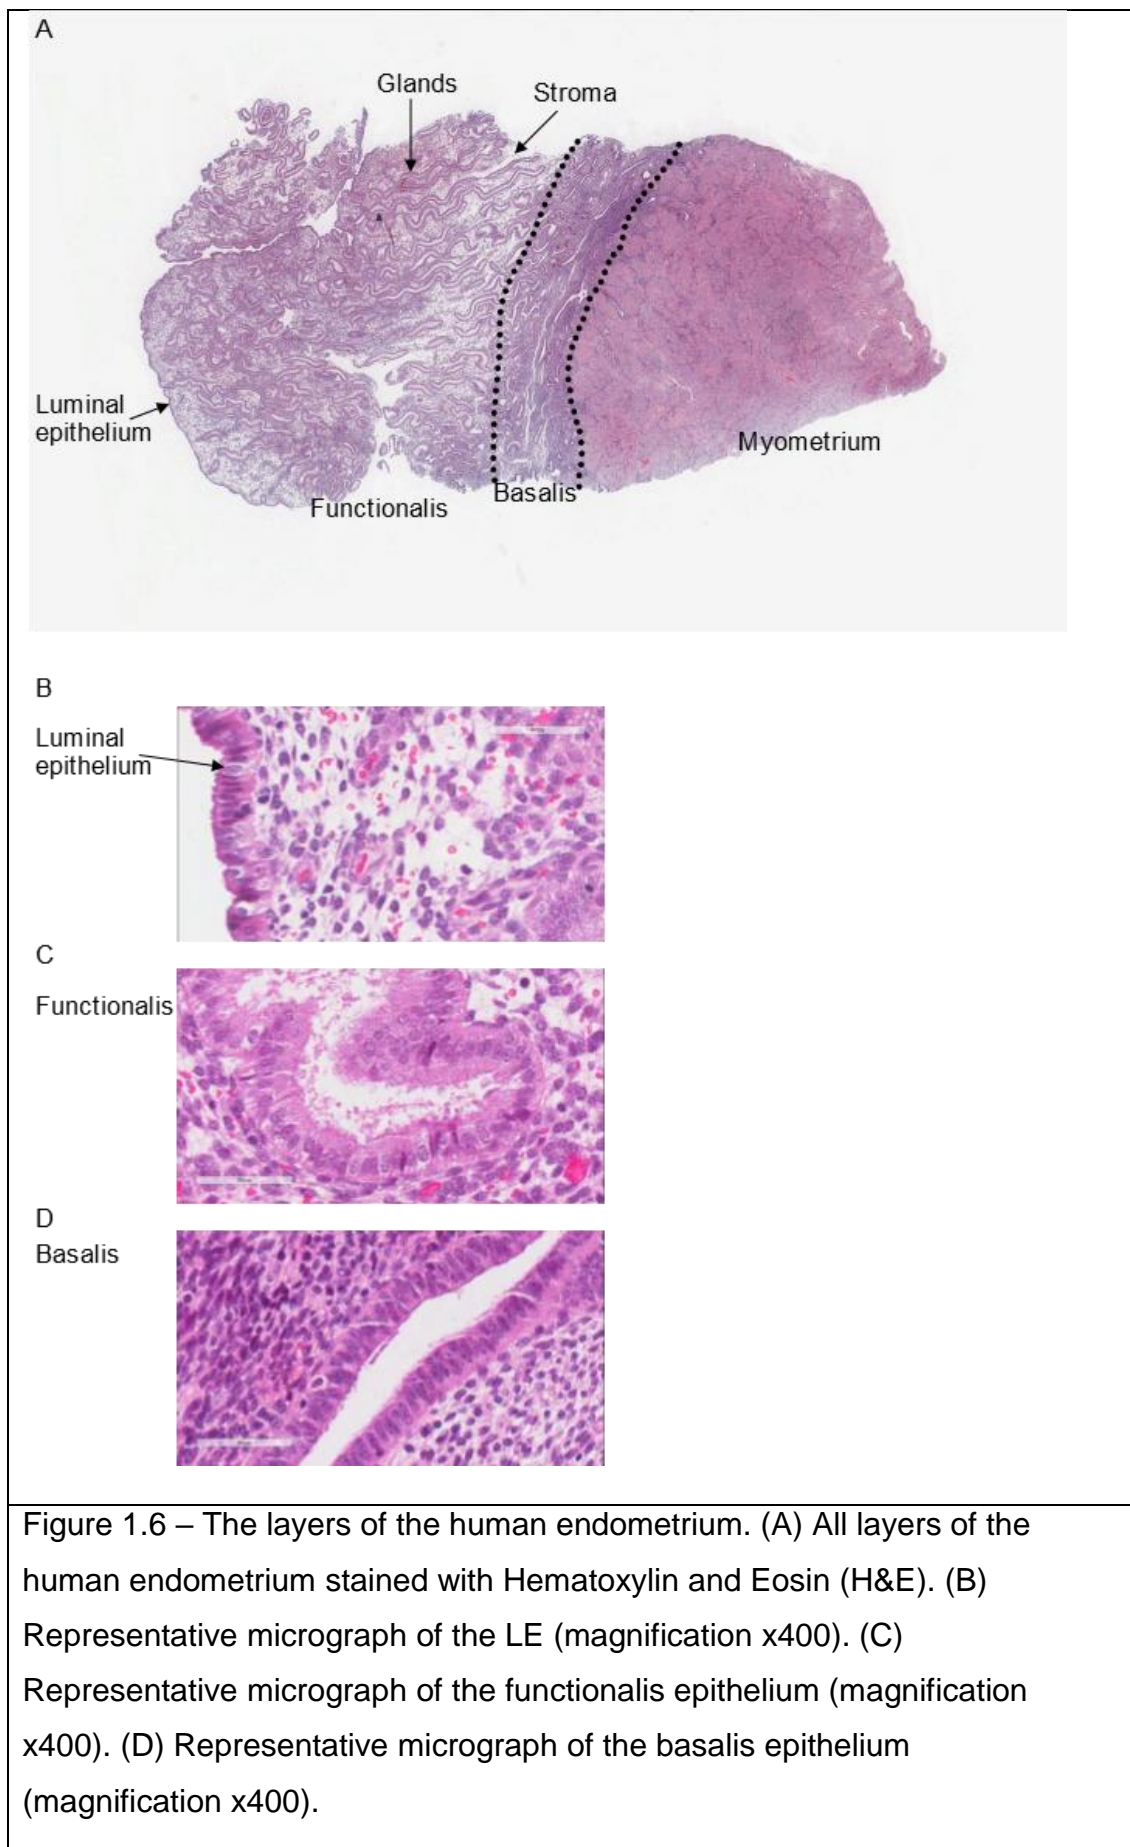 A
Glands
Stroma
Luminal
epithelium
Myometrium
Basalis
Functionalis
B
Luminal
epithelium
C
Functionalis
D
Basalis
Figure 1.6 – The layers of the human endometrium. (A) All layers of the
human endometrium stained with Hematoxylin and Eosin (H&E). (B)
Representative micrograph of the LE (magnification x400). (C)
Representative micrograph of the functionalis epithelium (magnification
x400). (D) Representative micrograph of the basalis epithelium
(magnification x400).